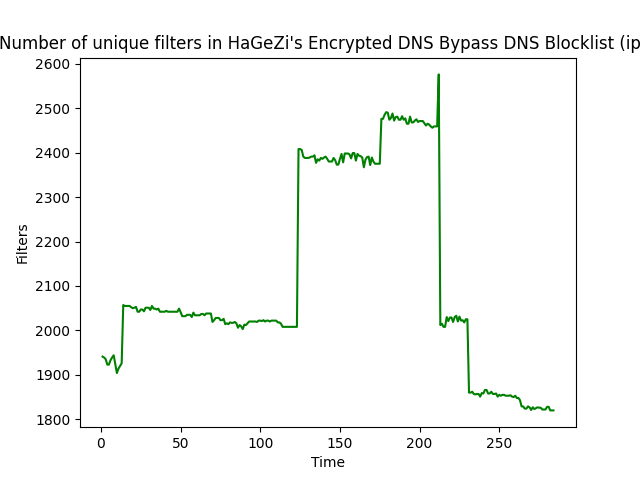 Number of unique filters in HaGeZi's Encrypted DNS Bypass DNS Blocklist (ip
2600
2500
2400
2300
2200
2100
2000
1900
1800
Filters
0 50 100 150 200 250
Time